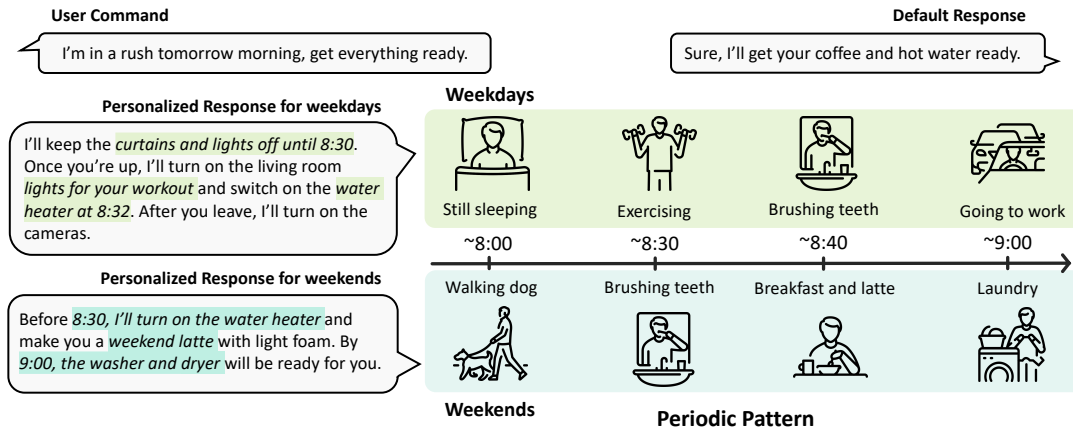 User Command
Default Response
I'm in a rush tomorrow morning, get everything ready.
Sure, I'll get your coffee and hot water ready.
Personalized Response for weekdays
I'll keep the curtains and lights off until 8:30.
Once you're up, I'll turn on the living room
lights for your workout and switch on the water
heater at 8:32. After you leave, I'll turn on the
cameras.
Weekdays
Still sleeping
Exercising
Brushing teeth
Going to work
~8:00
~8:30
~8:40
~9:00
Personalized Response for weekends
Before 8:30, I'll turn on the water heater and
make you a weekend latte with light foam. By
9:00, the washer and dryer will be ready for you.
Walking dog
Brushing teeth
Breakfast and latte
Laundry
Weekends
Periodic Pattern